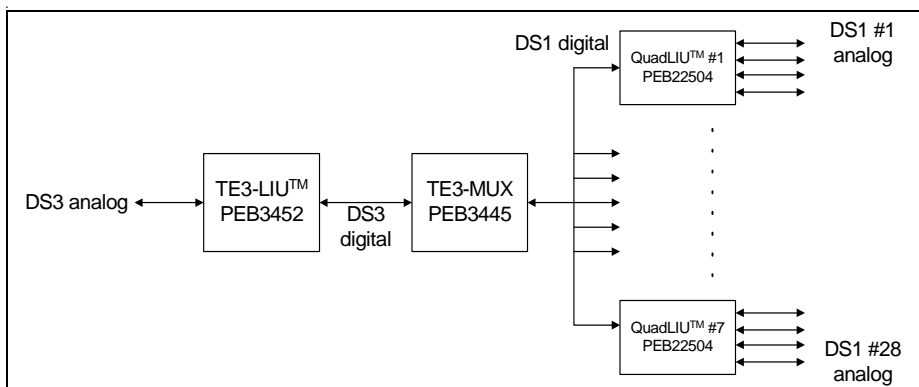 DS3 analog
TE3-LIU™
PEB3452
DS3
digital
TE3-MUX
PEB3445
DS1 digital
QuadLIU™ #1
PEB22504
DS1 #1
analog
QuadLIU™ #7
PEB22504
DS1 #28
analog